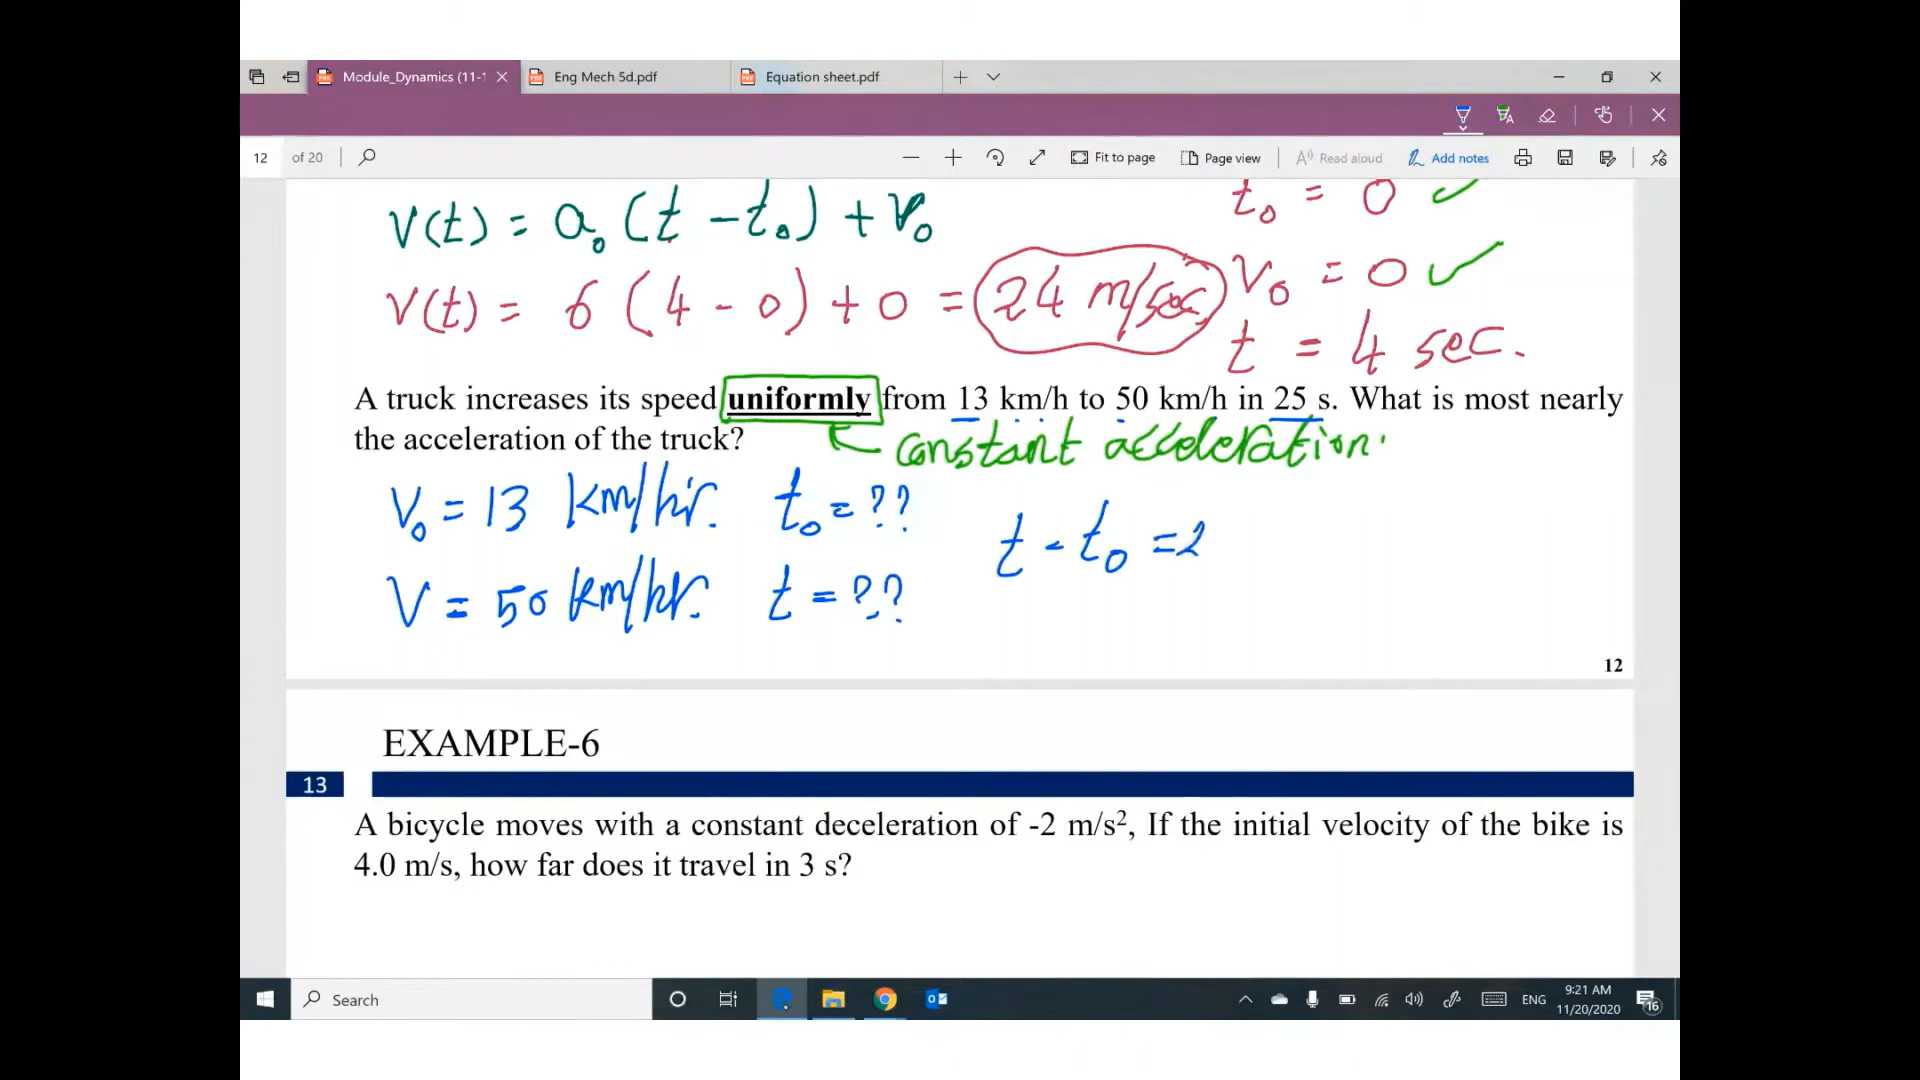 Module_Dynamics (11-1
Eng Mech 5d.pdf
Equation sheet.pdf
12 of 20
Fit to page
Page view
Read aloud
Add notes
V(t) = a₀ (t - t₀) + V₀
t₀ = 0 ✓
V(t) = 6 (4 - 0) + 0 = 24 m/sec
V₀ = 0 ✓
t = 4 sec.
A truck increases its speed uniformly from 13 km/h to 50 km/h in 25 s. What is most nearly
the acceleration of the truck?
constant acceleration.
V₀ = 13 km/hr. t₀ = ??
t - t₀ = 2
V = 50 km/hr. t = ??
12
EXAMPLE-6
13
A bicycle moves with a constant deceleration of -2 m/s², If the initial velocity of the bike is
4.0 m/s, how far does it travel in 3 s?
Search
ENG
9:21 AM
11/20/2020
16